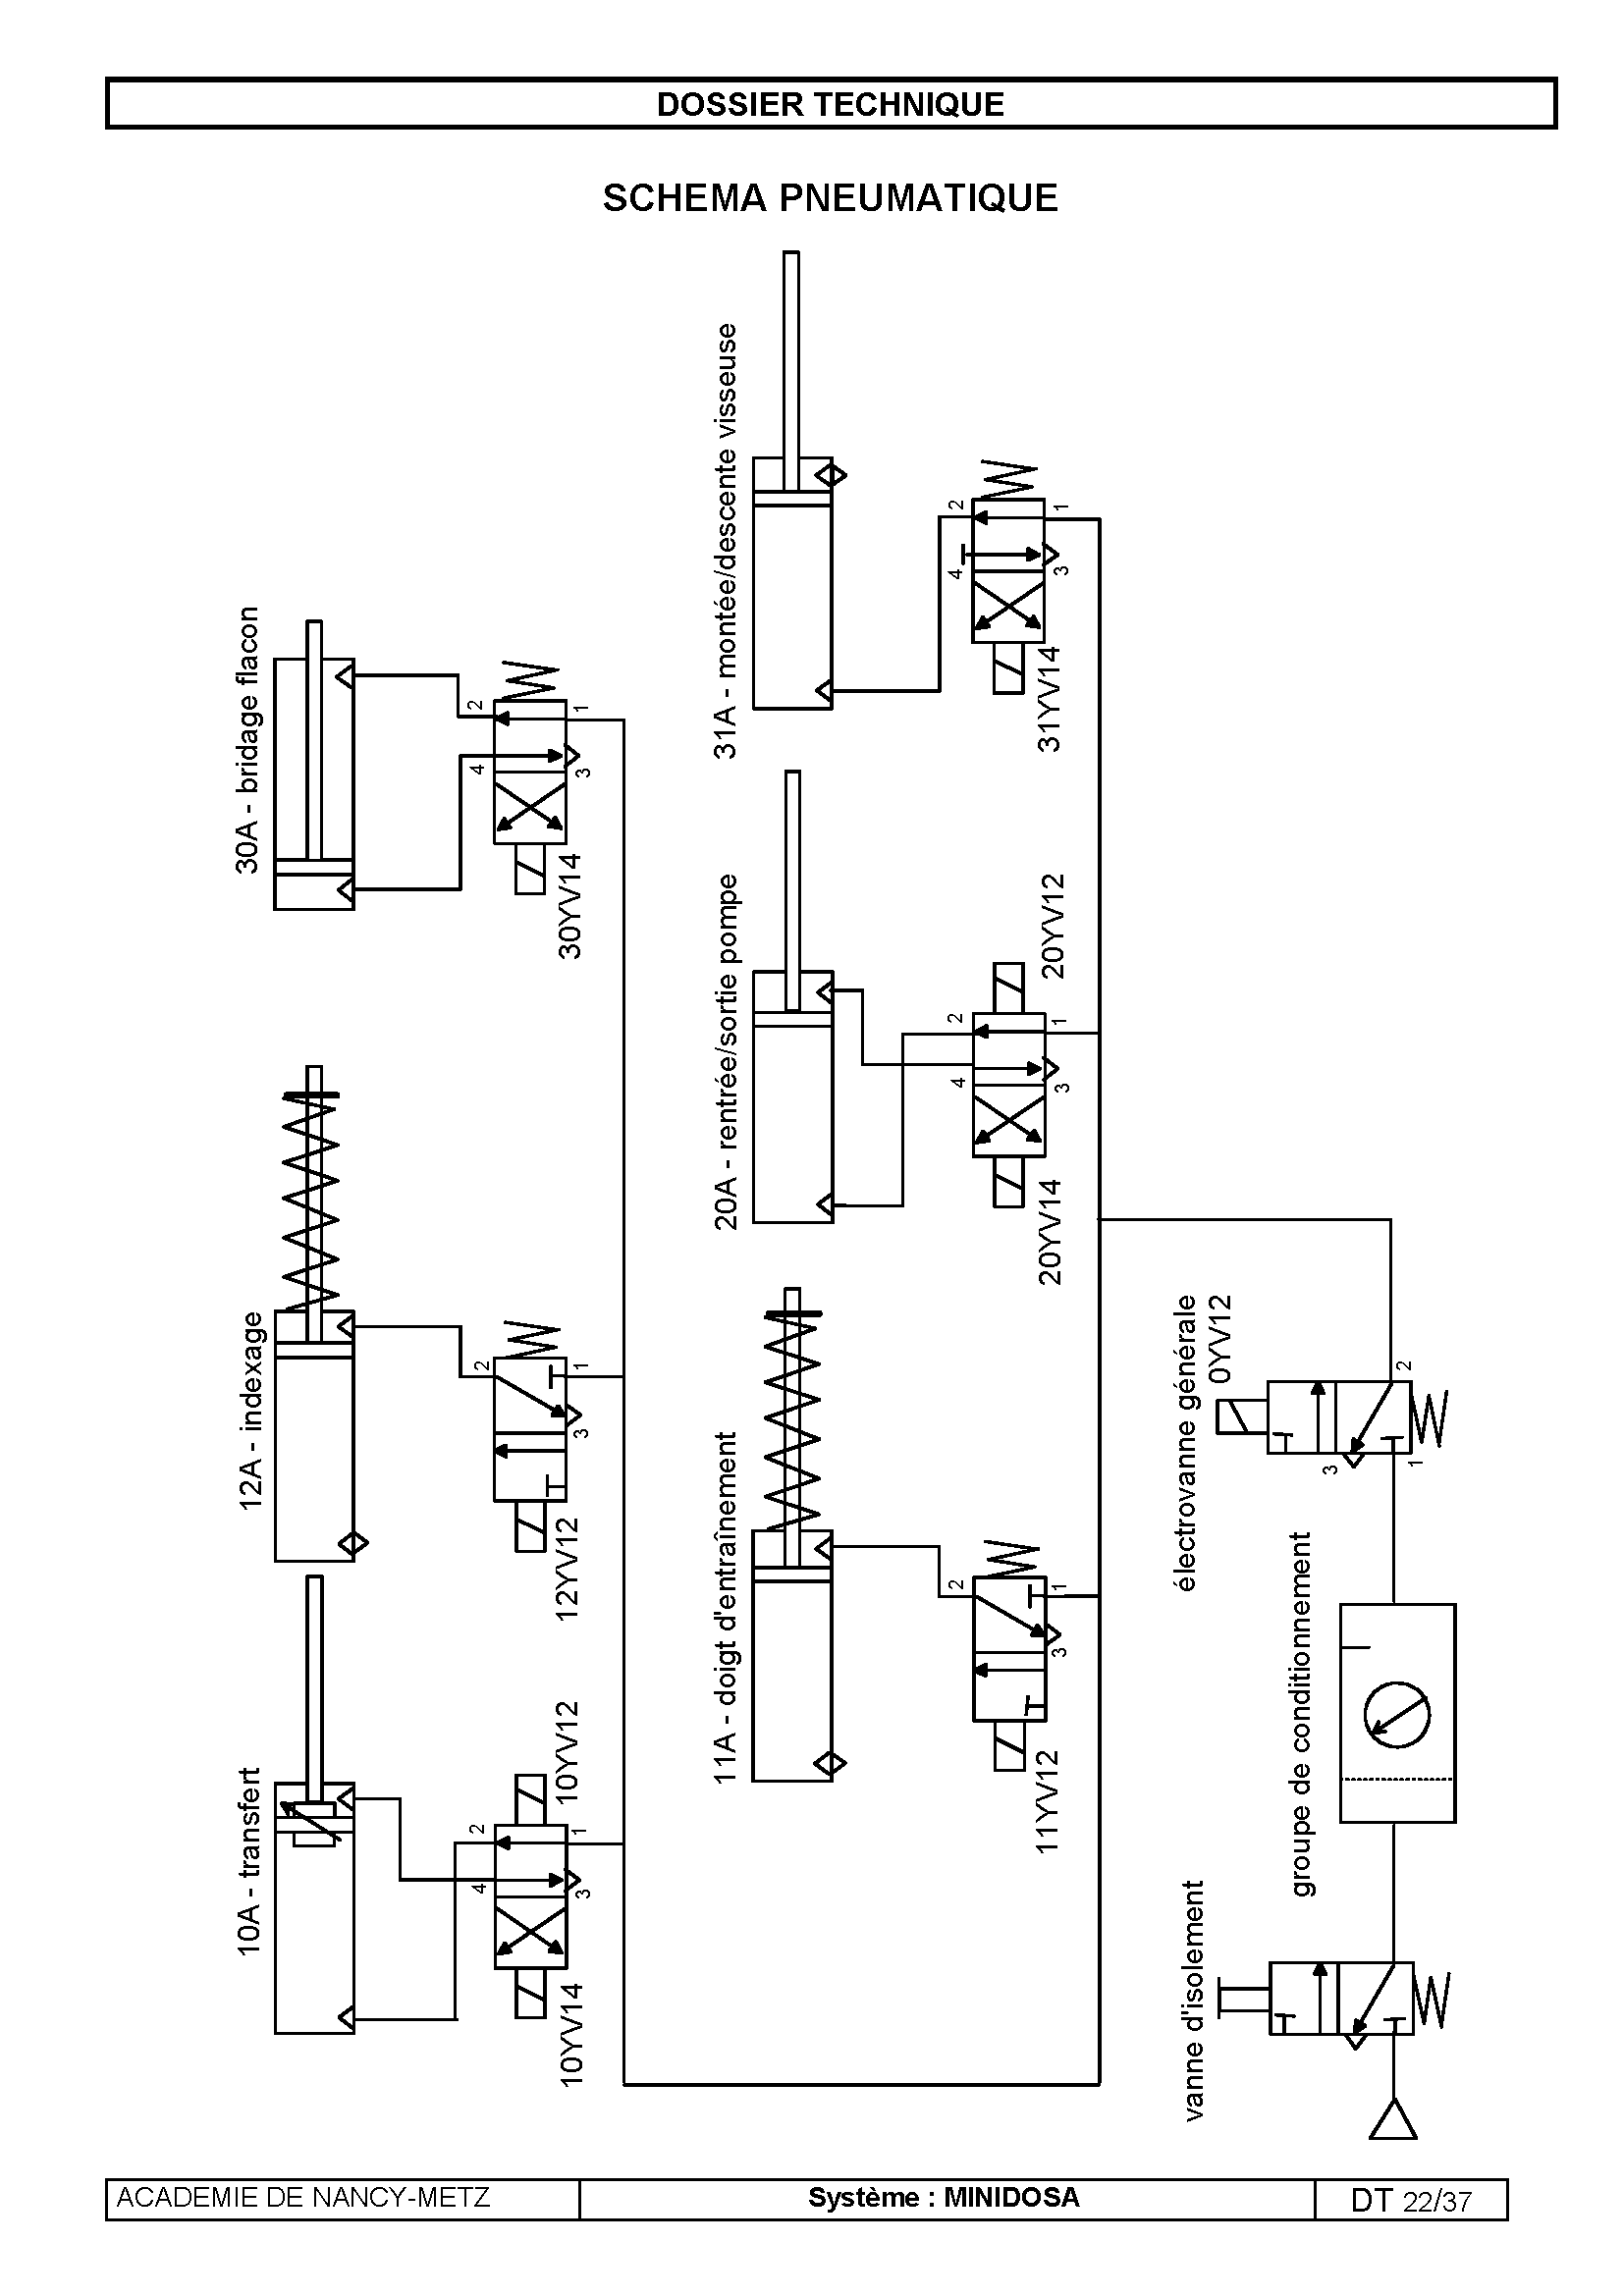 DOSSIER TECHNIQUE
SCHEMA PNEUMATIQUE
10A - transfert
12A - indexage
30A - bridage flacon
2
4
1
3
10YV14
10YV12
2
1
3
12YV12
2
4
1
3
30YV14
11A - doigt d'entraînement
20A - rentrée/sortie pompe
31A - montée/descente visseuse
2
1
3
11YV12
2
4
1
3
20YV14
20YV12
2
4
1
3
31YV14
vanne d'isolement
groupe de conditionnement
électrovanne générale
0YV12
3
1
2
ACADEMIE DE NANCY-METZ
Système : MINIDOSA
DT 22/37